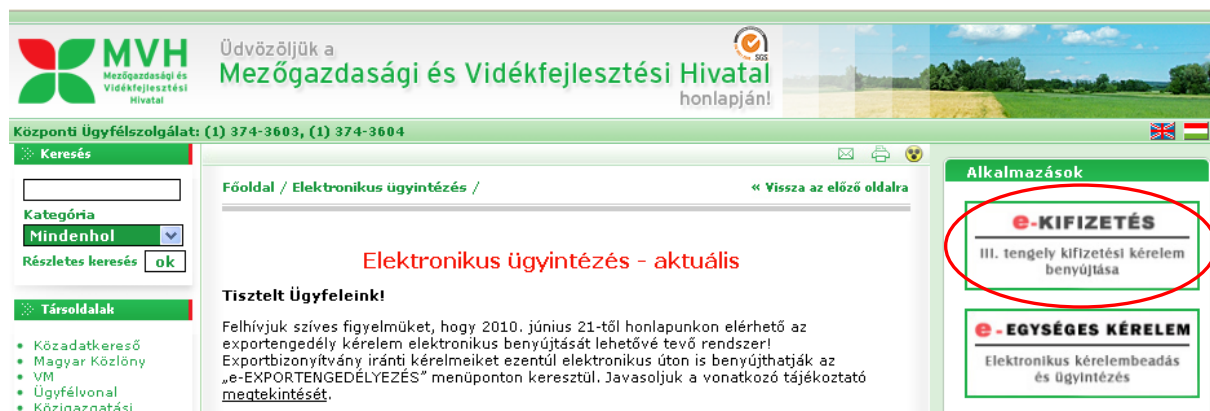 MVH
Mezőgazdasági és
Vidékfejlesztési
Hivatal
Üdvözöljük a
Mezőgazdasági és Vidékfejlesztési Hivatal
honlapján!
SGS
Központi Ügyfélszolgálat: (1) 374-3603, (1) 374-3604
Keresés
Kategória
Mindenhol
Részletes keresés ok
Társoldalak
Közadatkereső
Magyar Közlöny
VM
Ügyfélvonal
Közigazgatási
Főoldal / Elektronikus ügyintézés /
« Vissza az előző oldalra
Elektronikus ügyintézés - aktuális
Tisztelt Ügyfeleink!
Felhívjuk szíves figyelmüket, hogy 2010. június 21-től honlapunkon elérhető az
exportengedély kérelem elektronikus benyújtását lehetővé tevő rendszer!
Exportbizonyítvány iránti kérelmeiket ezentúl elektronikus úton is benyújthatják az
„e-EXPORTENGEDÉLYEZÉS” menüponton keresztül. Javasoljuk a vonatkozó tájékoztató
megtekintését.
Alkalmazások
e-KIFIZETÉS
III. tengely kifizetési kérelem
benyújtása
e - EGYSÉGES KÉRELEM
Elektronikus kérelembeadás
és ügyintézés